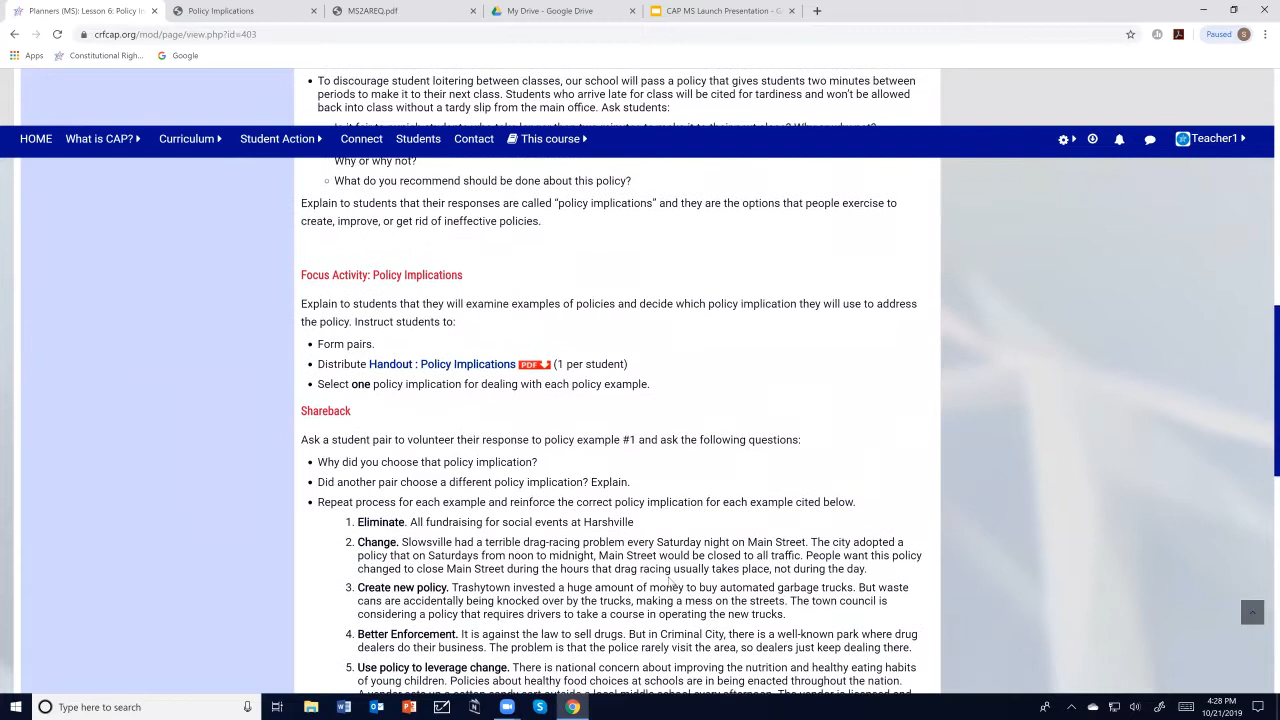 Planners (MS): Lesson 6: Policy In
Policy Implications
MS2AREQ.pdf
My Drive - Google Drive
CAP MS Launch Presentation - G
crfcap.org/mod/page/view.php?id=403
Paused
S
Apps
Constitutional Righ...
Google
To discourage student loitering between classes, our school will pass a policy that gives students two minutes between
periods to make it to their next class. Students who arrive late for class will be cited for tardiness and won't be allowed
back into class without a tardy slip from the main office. Ask students:
HOME What is CAP? Curriculum Student Action Connect Students Contact This course Teacher1
Why or why not?
What do you recommend should be done about this policy?
Explain to students that their responses are called “policy implications” and they are the options that people exercise to
create, improve, or get rid of ineffective policies.
Focus Activity: Policy Implications
Explain to students that they will examine examples of policies and decide which policy implication they will use to address
the policy. Instruct students to:
Form pairs.
Distribute Handout : Policy Implications PDF (1 per student)
Select one policy implication for dealing with each policy example.
Shareback
Ask a student pair to volunteer their response to policy example #1 and ask the following questions:
Why did you choose that policy implication?
Did another pair choose a different policy implication? Explain.
Repeat process for each example and reinforce the correct policy implication for each example cited below.
1. Eliminate. All fundraising for social events at Harshville
2. Change. Slowsville had a terrible drag-racing problem every Saturday night on Main Street. The city adopted a
policy that on Saturdays from noon to midnight, Main Street would be closed to all traffic. People want this policy
changed to close Main Street during the hours that drag racing usually takes place, not during the day.
3. Create new policy. Trashytown invested a huge amount of money to buy automated garbage trucks. But waste
cans are accidentally being knocked over by the trucks, making a mess on the streets. The town council is
considering a policy that requires drivers to take a course in operating the new trucks.
4. Better Enforcement. It is against the law to sell drugs. But in Criminal City, there is a well-known park where drug
dealers do their business. The problem is that the police rarely visit the area, so dealers just keep dealing there.
5. Use policy to leverage change. There is national concern about improving the nutrition and healthy eating habits
of young children. Policies about healthy food choices at schools are in being enacted throughout the nation.
Type here to search
4:28 PM
10/21/2019